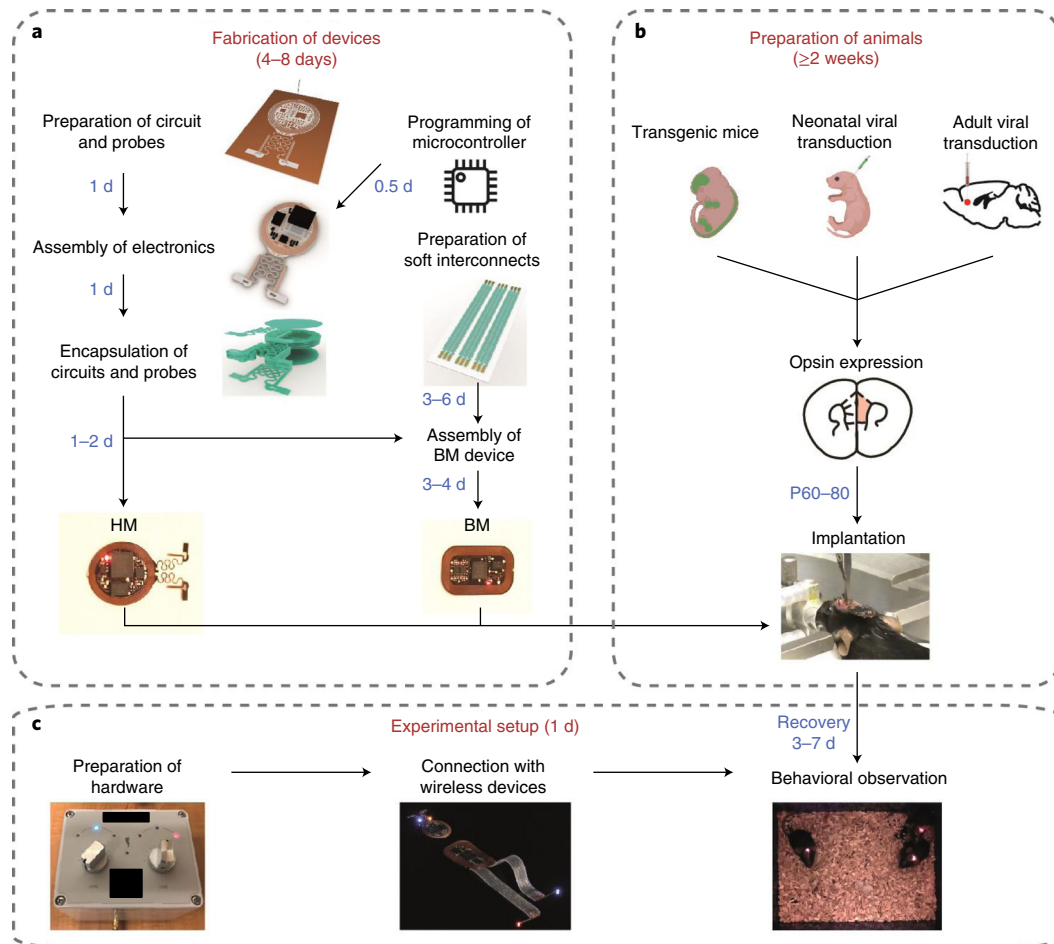 a
Fabrication of devices
(4–8 days)
Preparation of circuit
and probes
1 d
Assembly of electronics
1 d
Encapsulation of
circuits and probes
1–2 d
HM
Programming of
microcontroller
0.5 d
Preparation of
soft interconnects
3–6 d
Assembly of
BM device
3–4 d
BM
b
Preparation of animals
(≥2 weeks)
Transgenic mice
Neonatal viral
transduction
Adult viral
transduction
Opsin expression
P60–80
Implantation
c
Experimental setup (1 d)
Preparation of
hardware
Connection with
wireless devices
Recovery
3–7 d
Behavioral observation